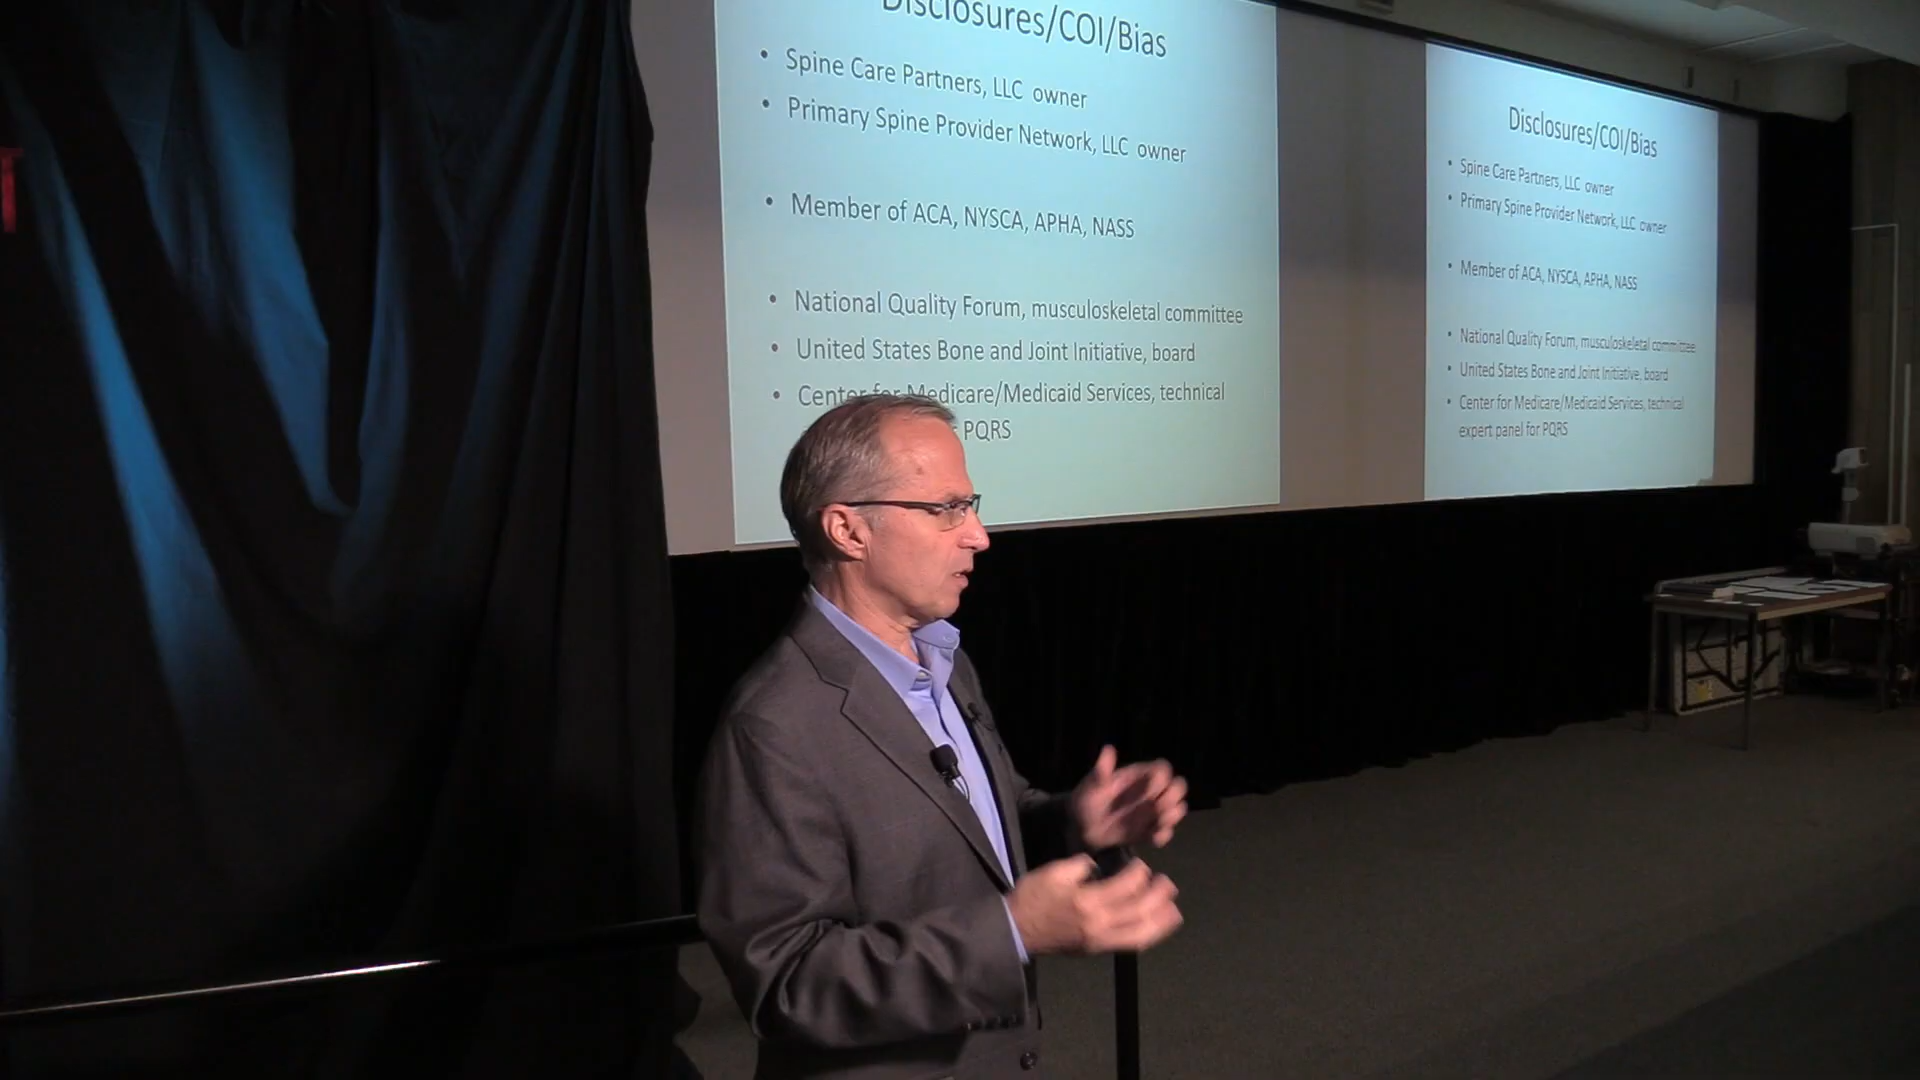 Disclosures/COI/Bias
• Spine Care Partners, LLC owner
• Primary Spine Provider Network, LLC owner
• Member of ACA, NYSCA, APHA, NASS
• National Quality Forum, musculoskeletal committee
• United States Bone and Joint Initiative, board
• Center for Medicare/Medicaid Services, technical
PQRS
Disclosures/COI/Bias
• Spine Care Partners, LLC owner
• Primary Spine Provider Network, LLC owner
• Member of ACA, NYSCA, APHA, NASS
• National Quality Forum, musculoskeletal committee
• United States Bone and Joint Initiative, board
• Center for Medicare/Medicaid Services, technical
expert panel for PQRS